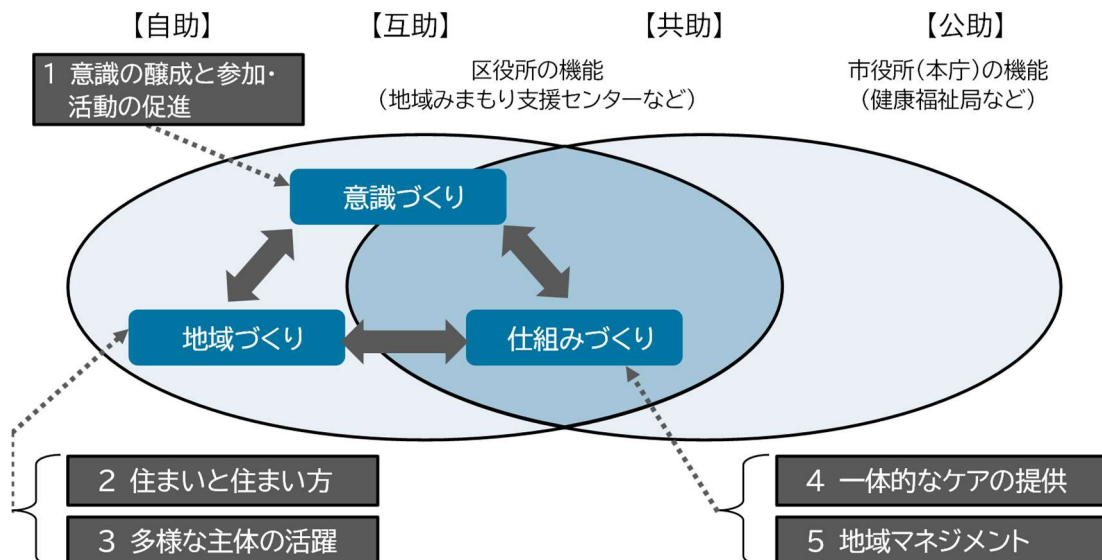 【自助】
【互助】
【共助】
【公助】
1 意識の醸成と参加・
活動の促進
区役所の機能
(地域みまもり支援センターなど)
市役所(本庁)の機能
(健康福祉局など)
意識づくり
地域づくり
仕組みづくり
2 住まいと住まい方
3 多様な主体の活躍
4 一体的なケアの提供
5 地域マネジメント